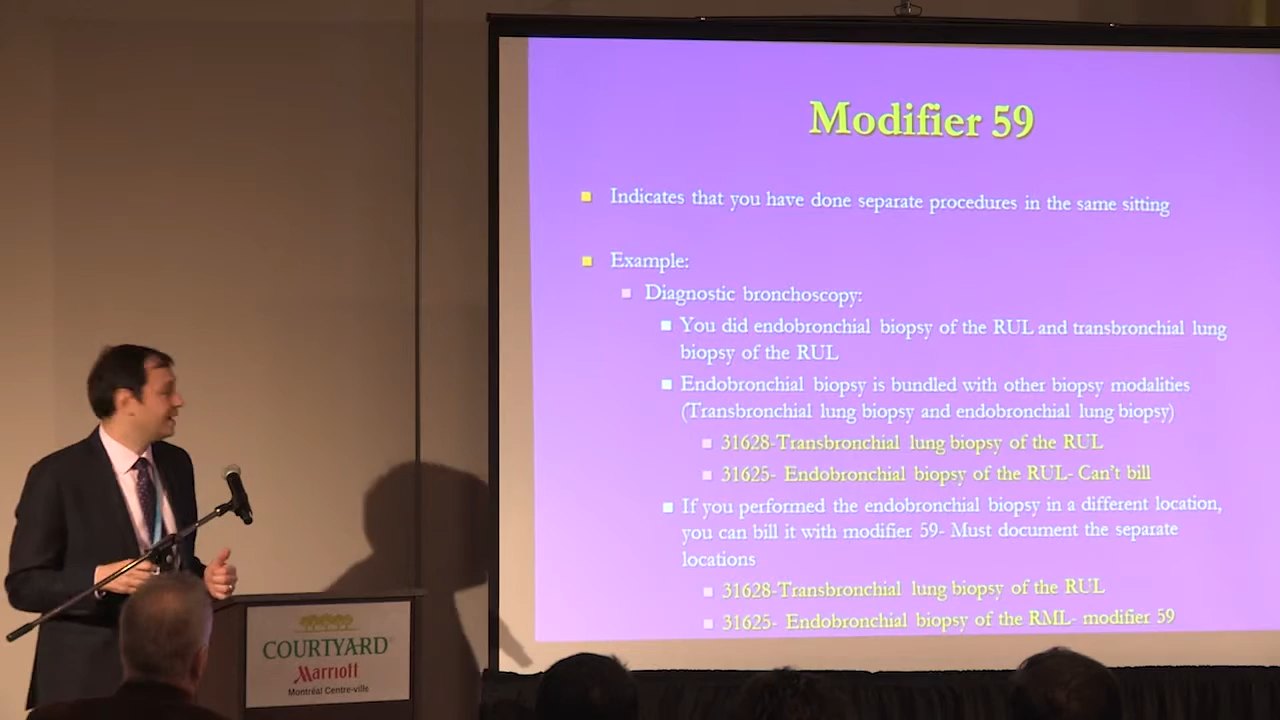 Modifier 59
Indicates that you have done separate procedures in the same sitting
Example:
Diagnostic bronchoscopy:
You did endobronchial biopsy of the RUL and transbronchial lung
biopsy of the RUL
Endobronchial biopsy is bundled with other biopsy modalities
(Transbronchial lung biopsy and endobronchial lung biopsy)
31628-Transbronchial lung biopsy of the RUL
31625- Endobronchial biopsy of the RUL- Can't bill
If you performed the endobronchial biopsy in a different location,
you can bill it with modifier 59- Must document the separate
locations
31628-Transbronchial lung biopsy of the RUL
31625- Endobronchial biopsy of the RML- modifier 59
COURTYARD
Marriott
Montréal Centre-ville